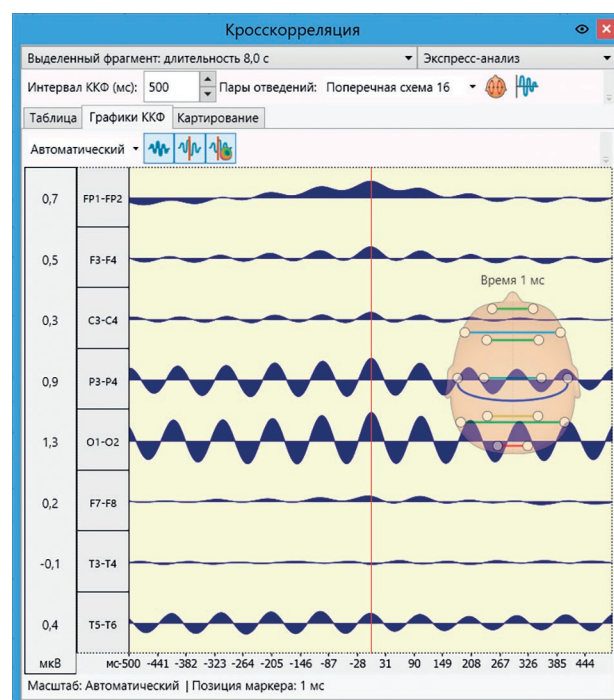 Кросскорреляция
Выделенный фрагмент: длительность 8,0 с Экспресс-анализ
Интервал ККФ (мс): 500 Пары отведений: Поперечная схема 16
Таблица Графики ККФ Картирование
Автоматический
0,7 FP1-FP2
0,5 F3-F4
Время 1 мс
0,3 C3-C4
0,9 P3-P4
1,3 O1-O2
0,2 F7-F8
-0,1 T3-T4
0,4 T5-T6
мкВ мс-500 -441 -382 -323 -264 -205 -146 -87 -28 31 90 149 208 267 326 385 444
Масштаб: Автоматический | Позиция маркера: 1 мс